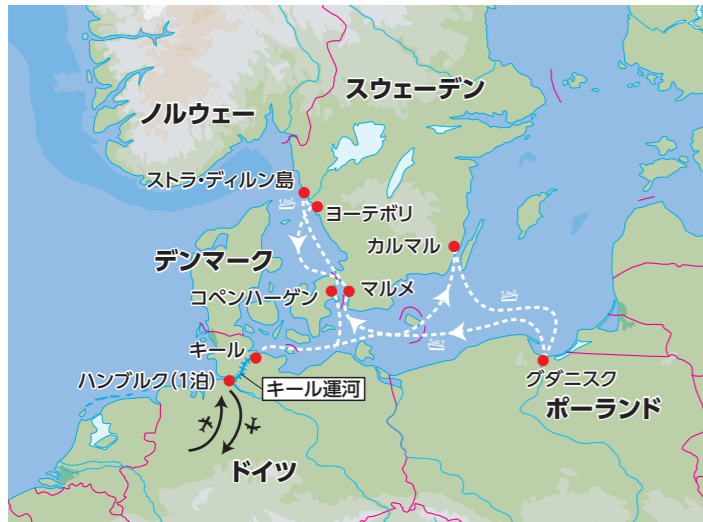 スウェーデン
ノルウェー
ストラ・ディルン島
ヨーテボリ
カルマル
デンマーク
コペンハーゲン
マルメ
キール
グダニスク
ハンブルク(1泊)
キール運河
ポーランド
ドイツ